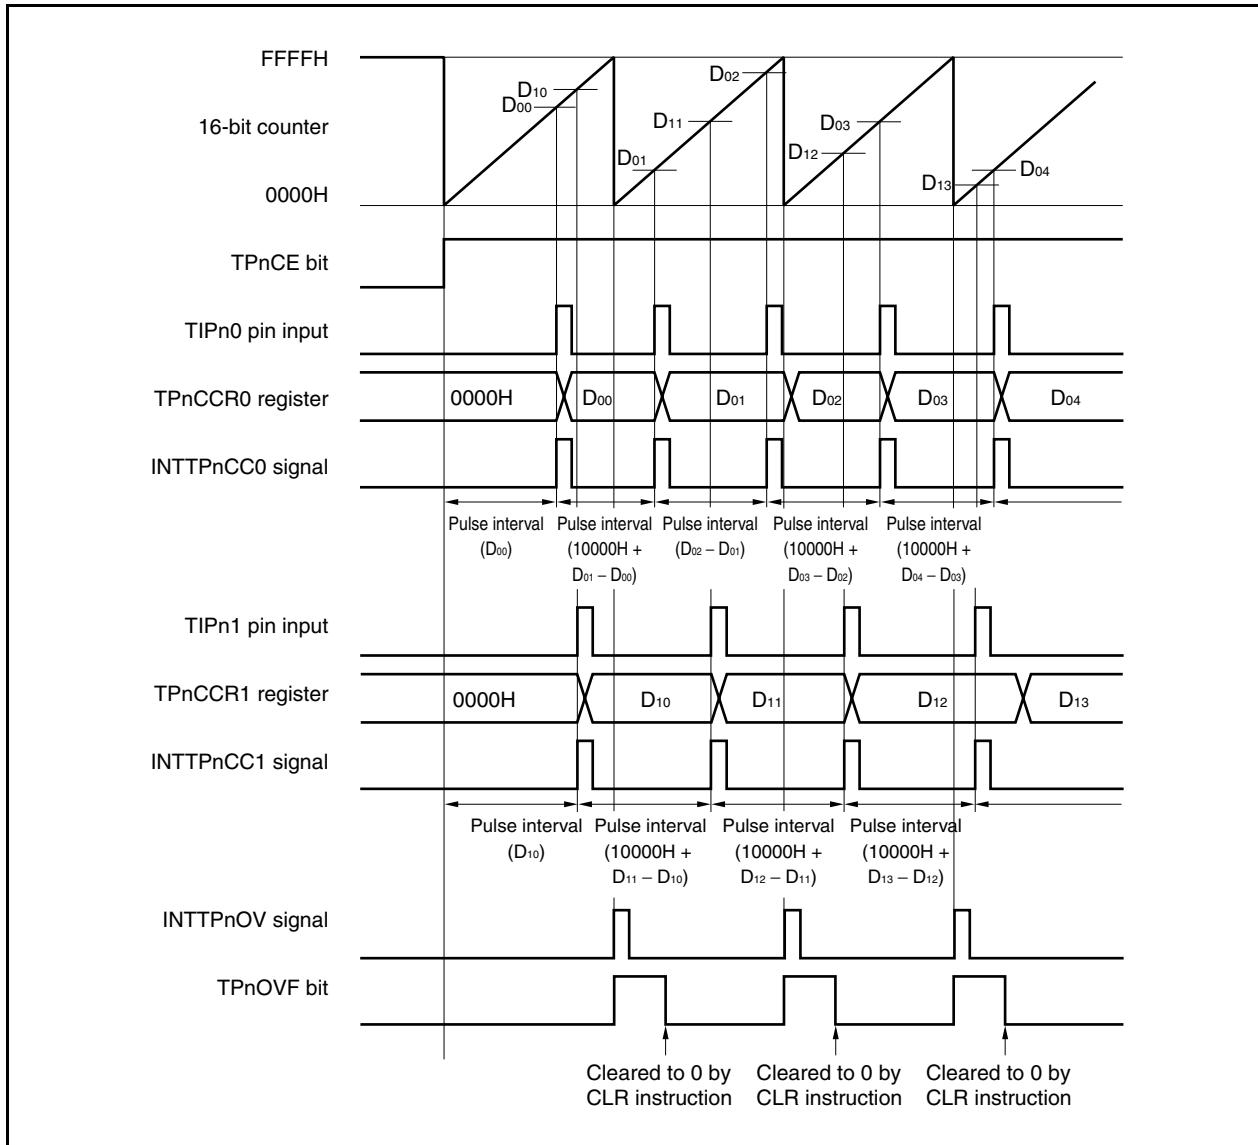 FFFFH
16-bit counter
0000H
D00
D10
D01
D11
D02
D12
D03
D13
D04
TPnCE bit
TIPn0 pin input
TPnCCR0 register
0000H D00 D01 D02 D03 D04
INTTPnCC0 signal
Pulse interval
(D00)
Pulse interval
(10000H +
D01 – D00)
Pulse interval
(D02 – D01)
Pulse interval
(10000H +
D03 – D02)
Pulse interval
(10000H +
D04 – D03)
TIPn1 pin input
TPnCCR1 register
0000H D10 D11 D12 D13
INTTPnCC1 signal
Pulse interval
(D10)
Pulse interval
(10000H +
D11 – D10)
Pulse interval
(10000H +
D12 – D11)
Pulse interval
(10000H +
D13 – D12)
INTTPnOV signal
TPnOVF bit
Cleared to 0 by
CLR instruction
Cleared to 0 by
CLR instruction
Cleared to 0 by
CLR instruction